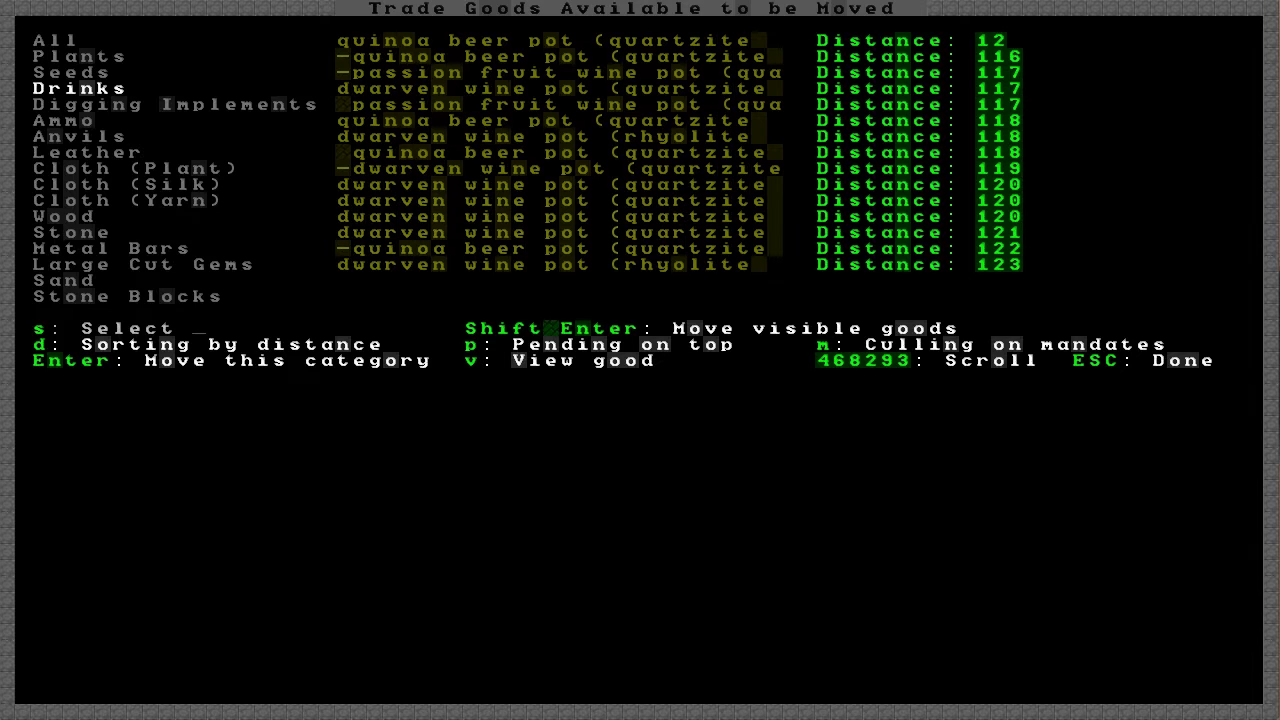 Trade Goods Available to be Moved
All quinoa beer pot (quartzite Distance: 12
Plants -quinoa beer pot (quartzite Distance: 116
Seeds -passion fruit wine pot (qua Distance: 117
Drinks dwarven wine pot (quartzite Distance: 117
Digging Implements passion fruit wine pot (qua Distance: 117
Ammo quinoa beer pot (quartzite Distance: 118
Anvils dwarven wine pot (rhyolite Distance: 118
Leather quinoa beer pot (quartzite Distance: 118
Cloth (Plant) -dwarven wine pot (quartzite Distance: 119
Cloth (Silk) dwarven wine pot (quartzite Distance: 120
Cloth (Yarn) dwarven wine pot (quartzite Distance: 120
Wood dwarven wine pot (quartzite Distance: 120
Stone dwarven wine pot (quartzite Distance: 121
Metal Bars -quinoa beer pot (quartzite Distance: 122
Large Cut Gems dwarven wine pot (rhyolite Distance: 123
Sand
Stone Blocks
s: Select _ Shift Enter: Move visible goods
d: Sorting by distance p: Pending on top m: Culling on mandates
Enter: Move this category v: View good 468293: Scroll ESC: Done